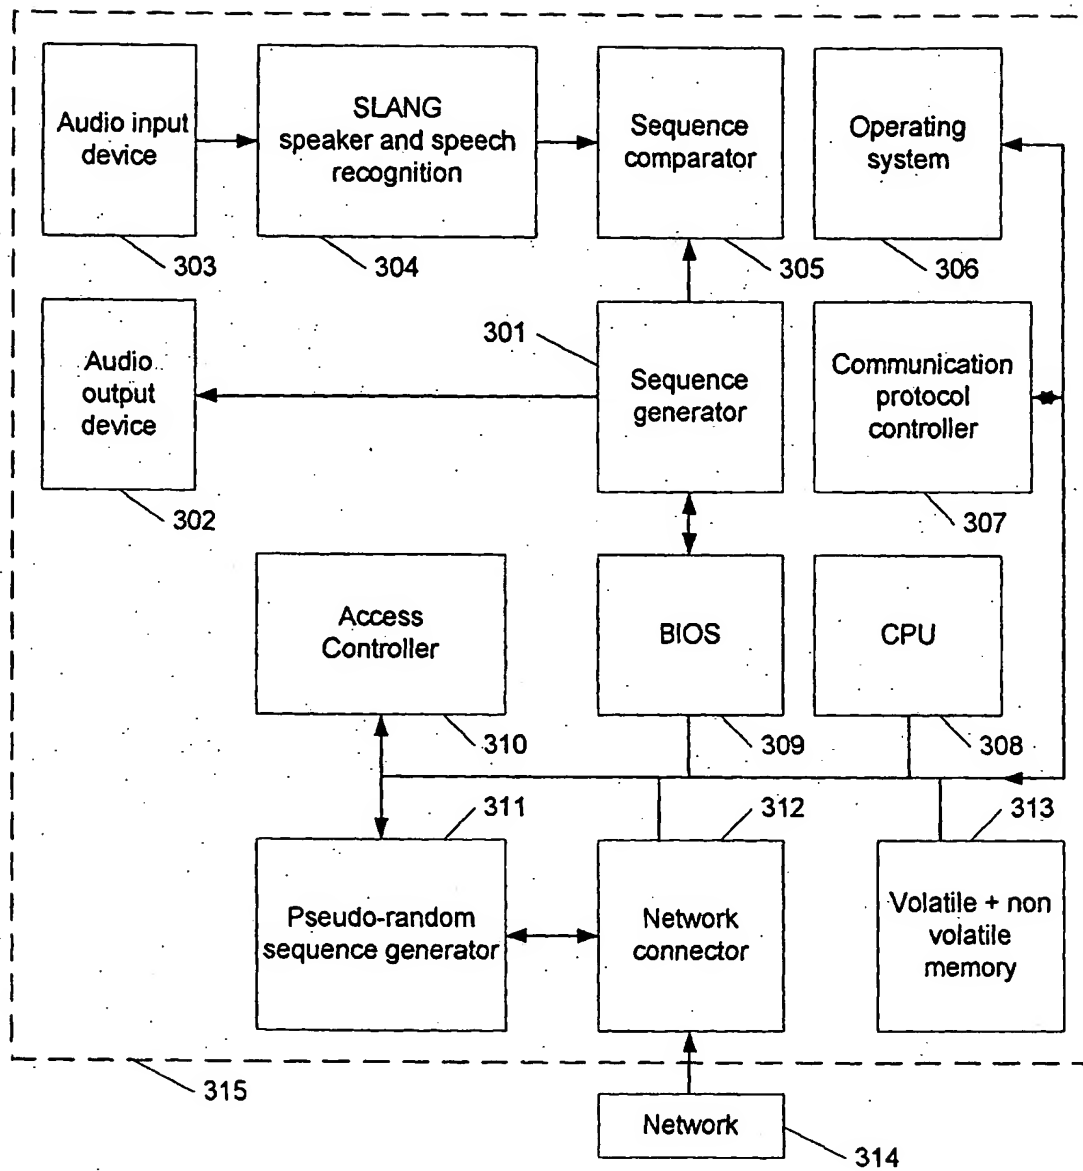 Audio input
device
SLANG
speaker and speech
recognition
Sequence
comparator
Operating
system
303
304
305
306
Audio
output
device
301
Sequence
generator
Communication
protocol
controller
302
307
Access
Controller
BIOS
CPU
310
309
308
311
312
313
Pseudo-random
sequence generator
Network
connector
Volatile + non
volatile
memory
315
Network
314